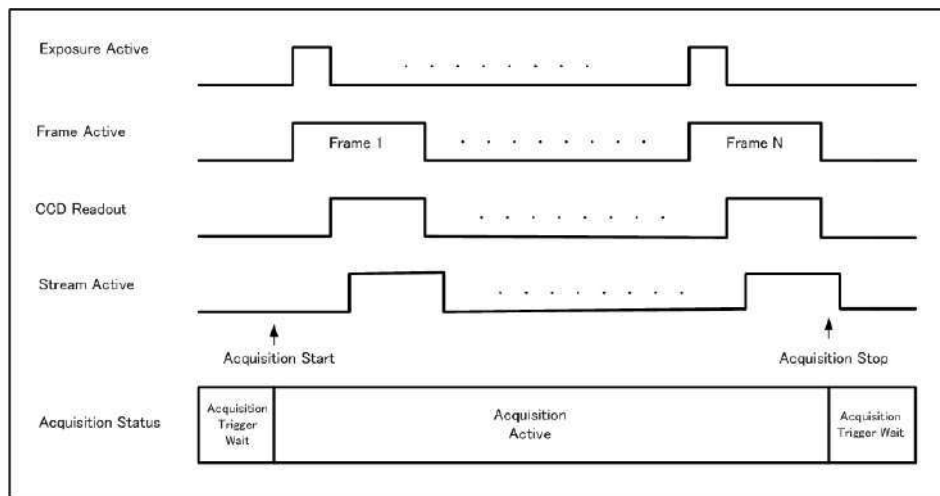 Exposure Active
Frame Active
Frame 1
Frame N
CCD Readout
Stream Active
Acquisition Start
Acquisition Stop
Acquisition Status
Acquisition
Trigger
Wait
Acquisition
Active
Acquisition
Trigger Wait